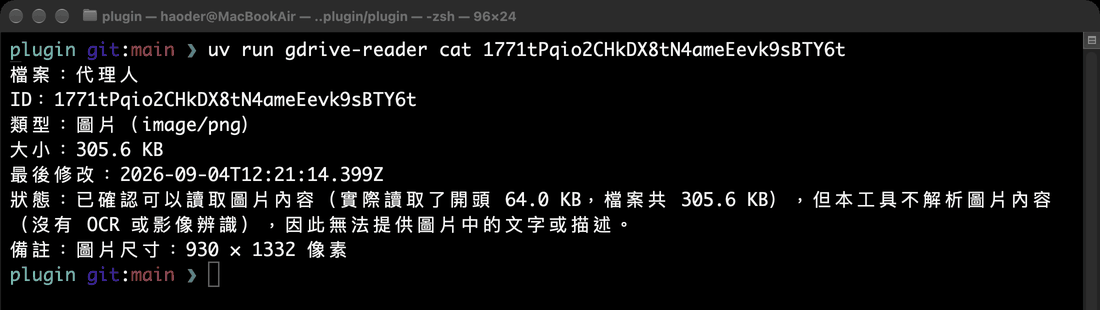 plugin — haoder@MacBookAir — ..plugin/plugin — -zsh — 96×24
plugin git:main ❯ uv run gdrive-reader cat 1771tPqio2CHkDX8tN4ameEevk9sBTY6t
檔案：代理人
ID：1771tPqio2CHkDX8tN4ameEevk9sBTY6t
類型：圖片（image/png）
大小：305.6 KB
最後修改：2026-09-04T12:21:14.399Z
狀態：已確認可以讀取圖片內容（實際讀取了開頭 64.0 KB，檔案共 305.6 KB），但本工具不解析圖片內容
（沒有 OCR 或影像辨識），因此無法提供圖片中的文字或描述。
備註：圖片尺寸：930 × 1332 像素
plugin git:main ❯